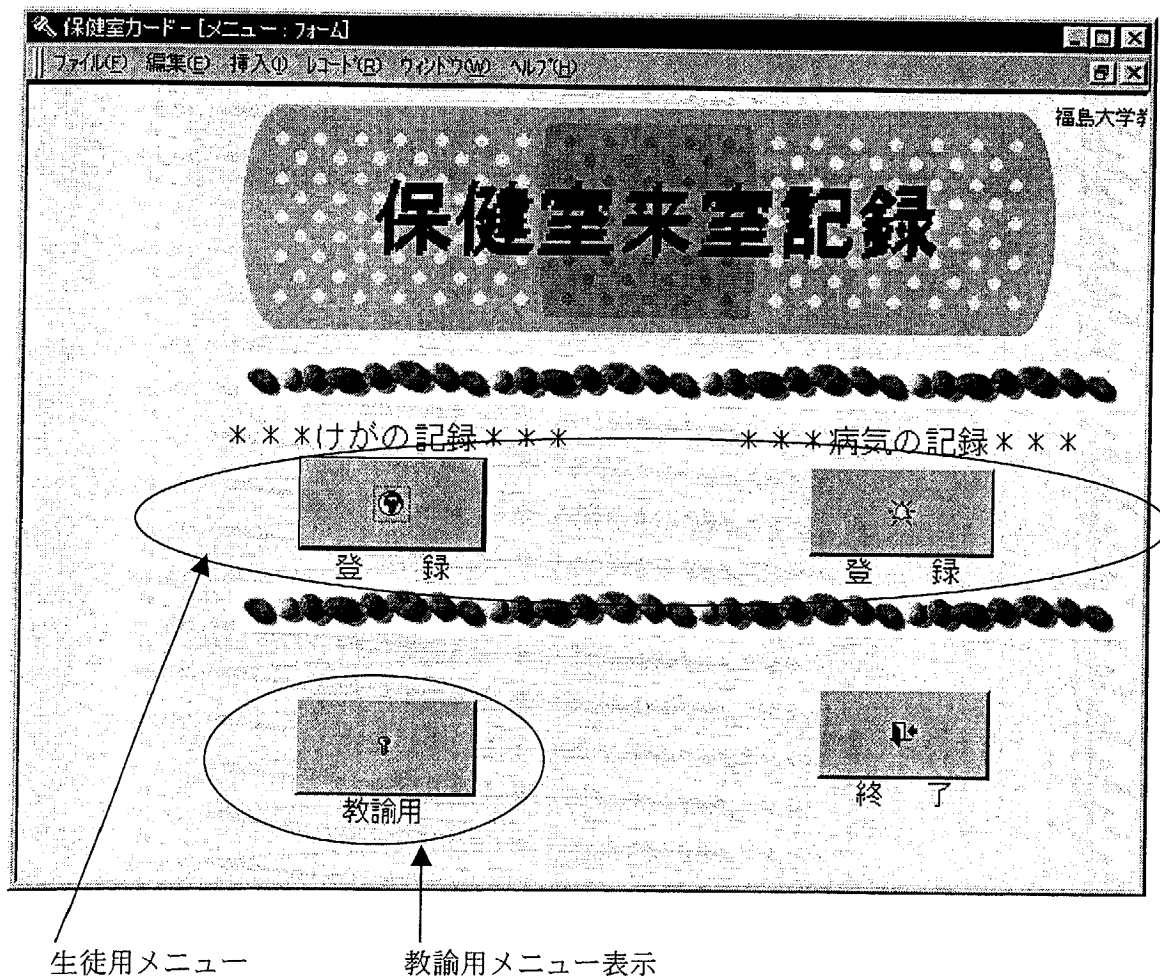 保健室カード - [メニュー : フォーム]
ファイル(F) 編集(E) 挿入(I) レコード(R) ウィンドウ(W) ヘルプ(H)
福島大学
保健室来室記録
＊＊＊けがの記録＊＊＊ ＊＊＊病気の記録＊＊＊
登 録 登 録
教諭用 終 了
生徒用メニュー 教諭用メニュー表示